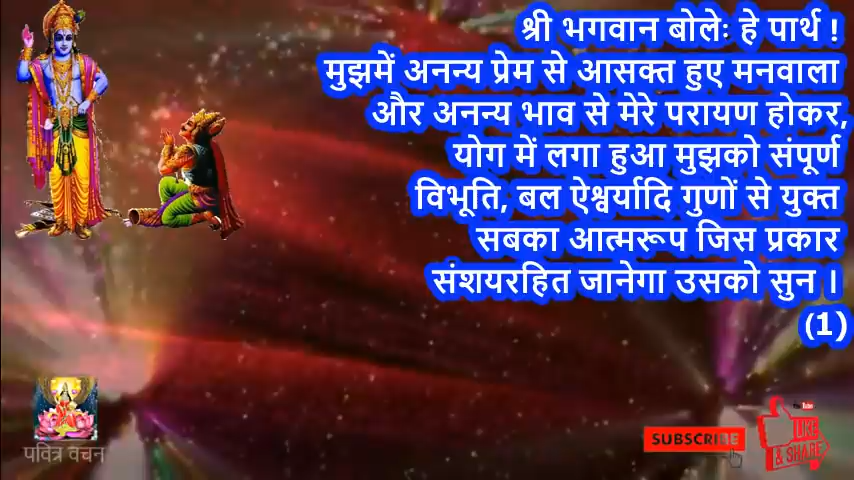 श्री भगवान बोलेः हे पार्थ !
मुझमें अनन्य प्रेम से आसक्त हुए मनवाला
और अनन्य भाव से मेरे परायण होकर,
योग में लगा हुआ मुझको संपूर्ण
विभूति, बल ऐश्वर्यादि गुणों से युक्त
सबका आत्मरूप जिस प्रकार
संशयरहित जानेगा उसको सुन ।
(1)
पवित्र वचन
SUBSCRIBE
YouTube
LIKE
& SHARE